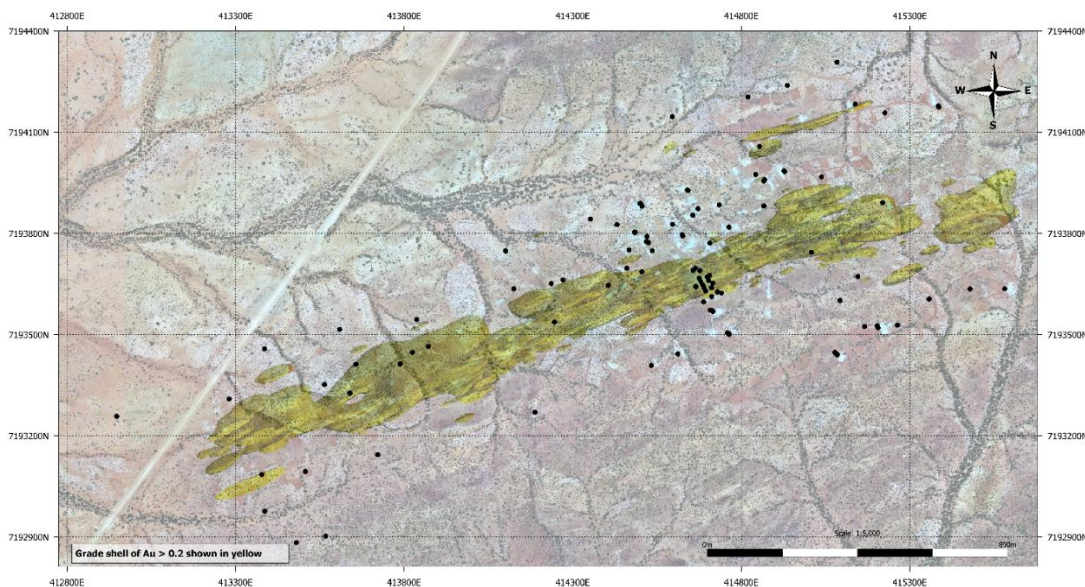 412800E 413300E 413800E 414300E 414800E 415300E
7194400N 7194400N
N
W E
S
7194100N 7194100N
7193800N 7193800N
7193500N 7193500N
7193200N 7193200N
7192900N 7192900N
Scale: 1:5,000
Grade shell of Au > 0.2 shown in yellow
0m 800m
412800E 413300E 413800E 414300E 414800E 415300E